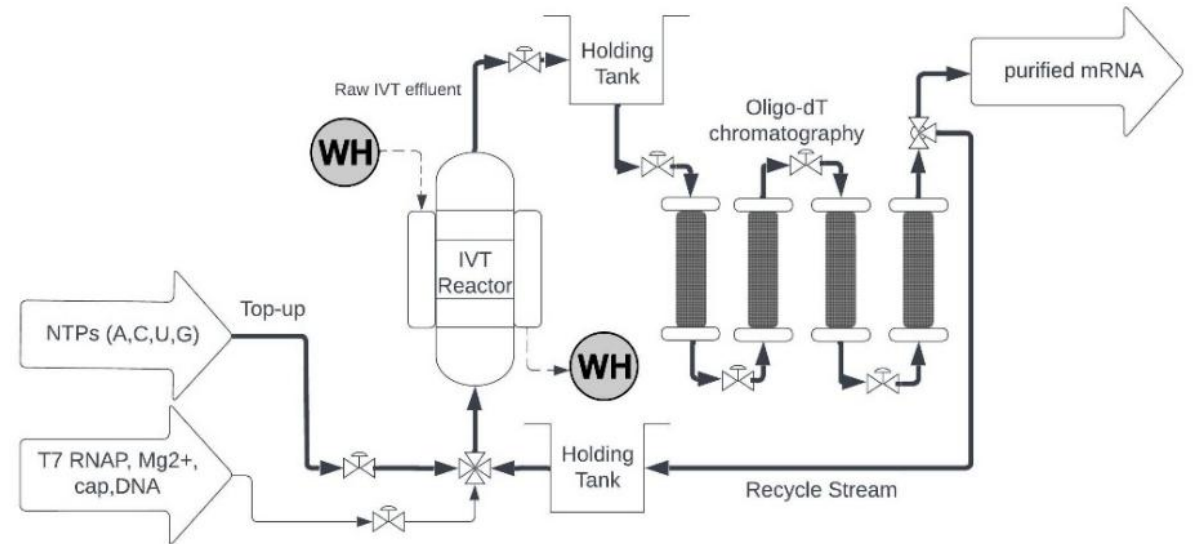 Holding
Tank
purified mRNA
Raw IVT effluent
Oligo-dT
chromatography
WH
IVT
Reactor
NTPs (A,C,U,G)
Top-up
WH
T7 RNAP, Mg2+,
cap,DNA
Holding
Tank
Recycle Stream